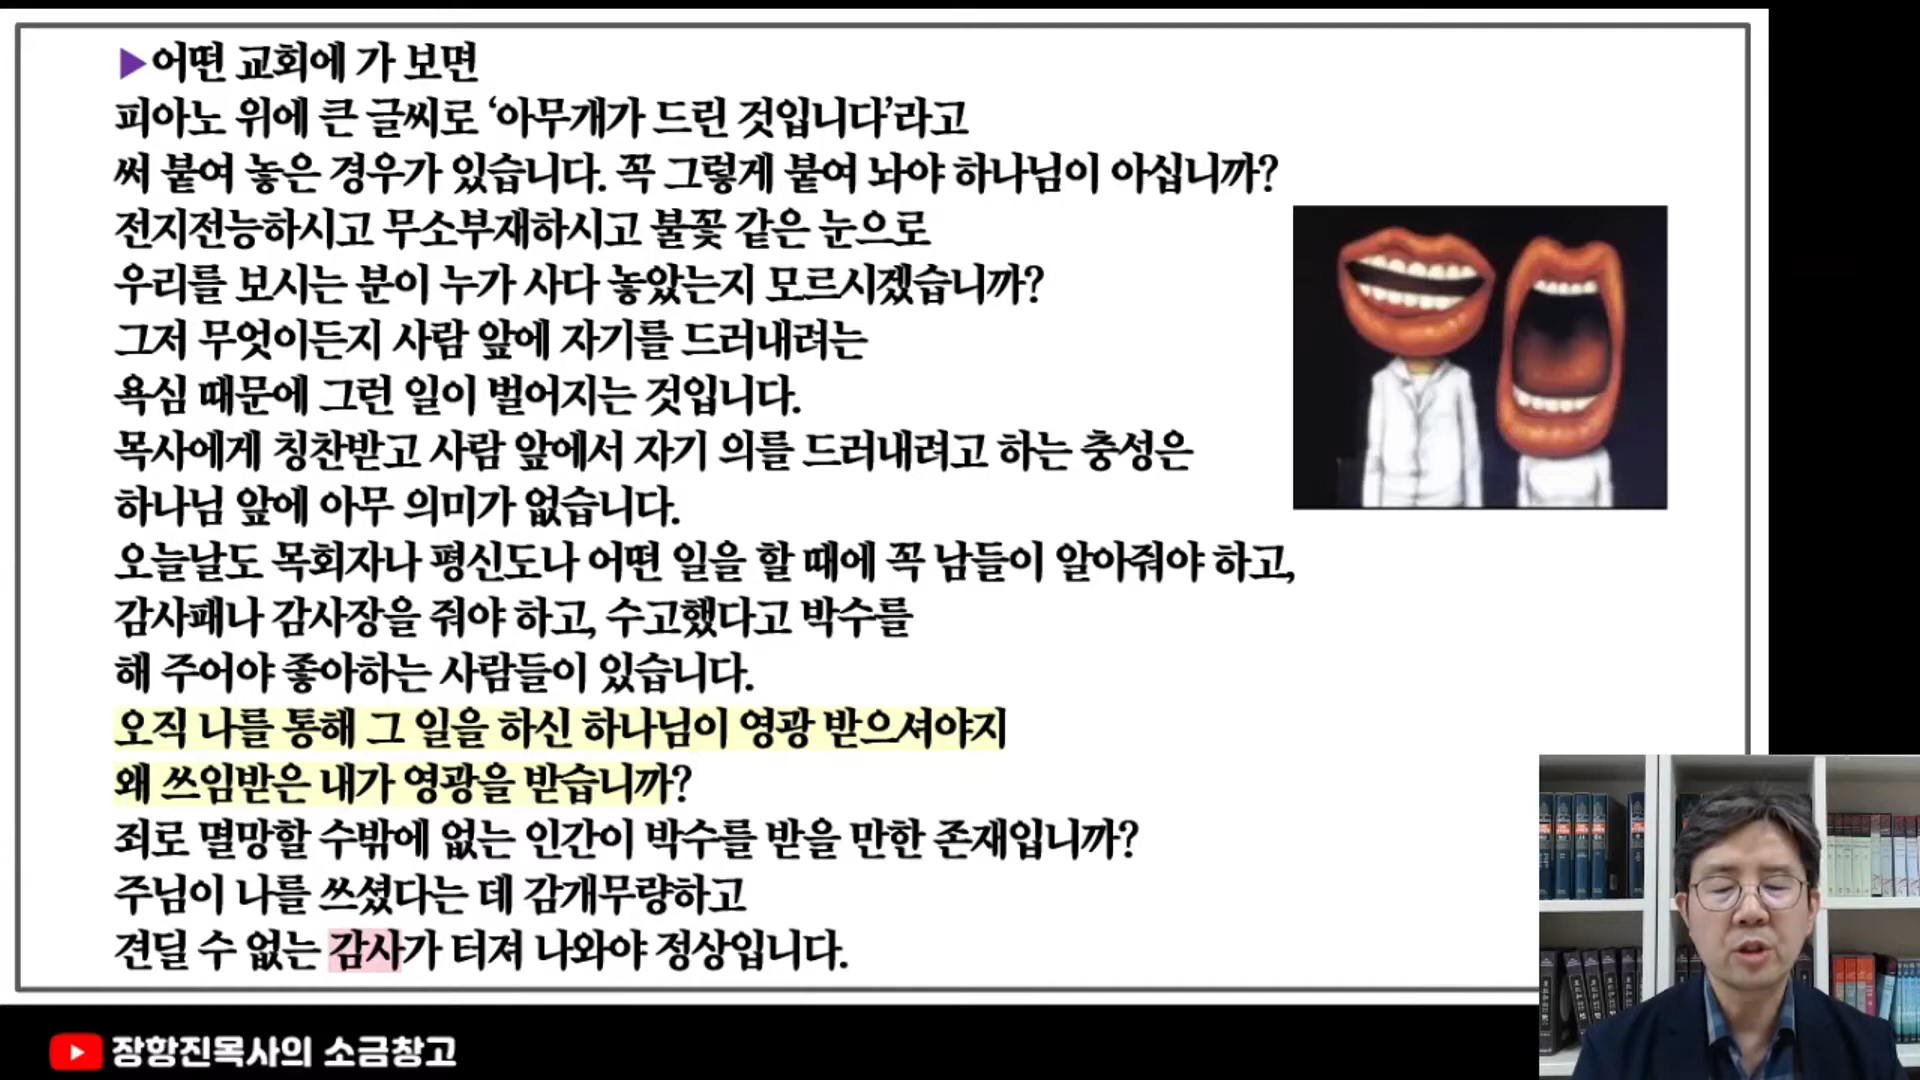 ▶어떤 교회에 가 보면
피아노 위에 큰 글씨로 ‘아무개가 드린 것입니다’라고
써 붙여 놓은 경우가 있습니다. 꼭 그렇게 붙여 놔야 하나님이 아십니까?
전지전능하시고 무소부재하시고 불꽃 같은 눈으로
우리를 보시는 분이 누가 사다 놓았는지 모르시겠습니까?
그저 무엇이든지 사람 앞에 자기를 드러내려는
욕심 때문에 그런 일이 벌어지는 것입니다.
목사에게 칭찬받고 사람 앞에서 자기 의를 드러내려고 하는 충성은
하나님 앞에 아무 의미가 없습니다.
오늘날도 목회자나 평신도나 어떤 일을 할 때에 꼭 남들이 알아줘야 하고,
감사패나 감사장을 줘야 하고, 수고했다고 박수를
해 주어야 좋아하는 사람들이 있습니다.
오직 나를 통해 그 일을 하신 하나님이 영광 받으셔야지
왜 쓰임받은 내가 영광을 받습니까?
죄로 멸망할 수밖에 없는 인간이 박수를 받을 만한 존재입니까?
주님이 나를 쓰셨다는 데 감개무량하고
견딜 수 없는 감사가 터져 나와야 정상입니다.
장항진목사의 소금창고